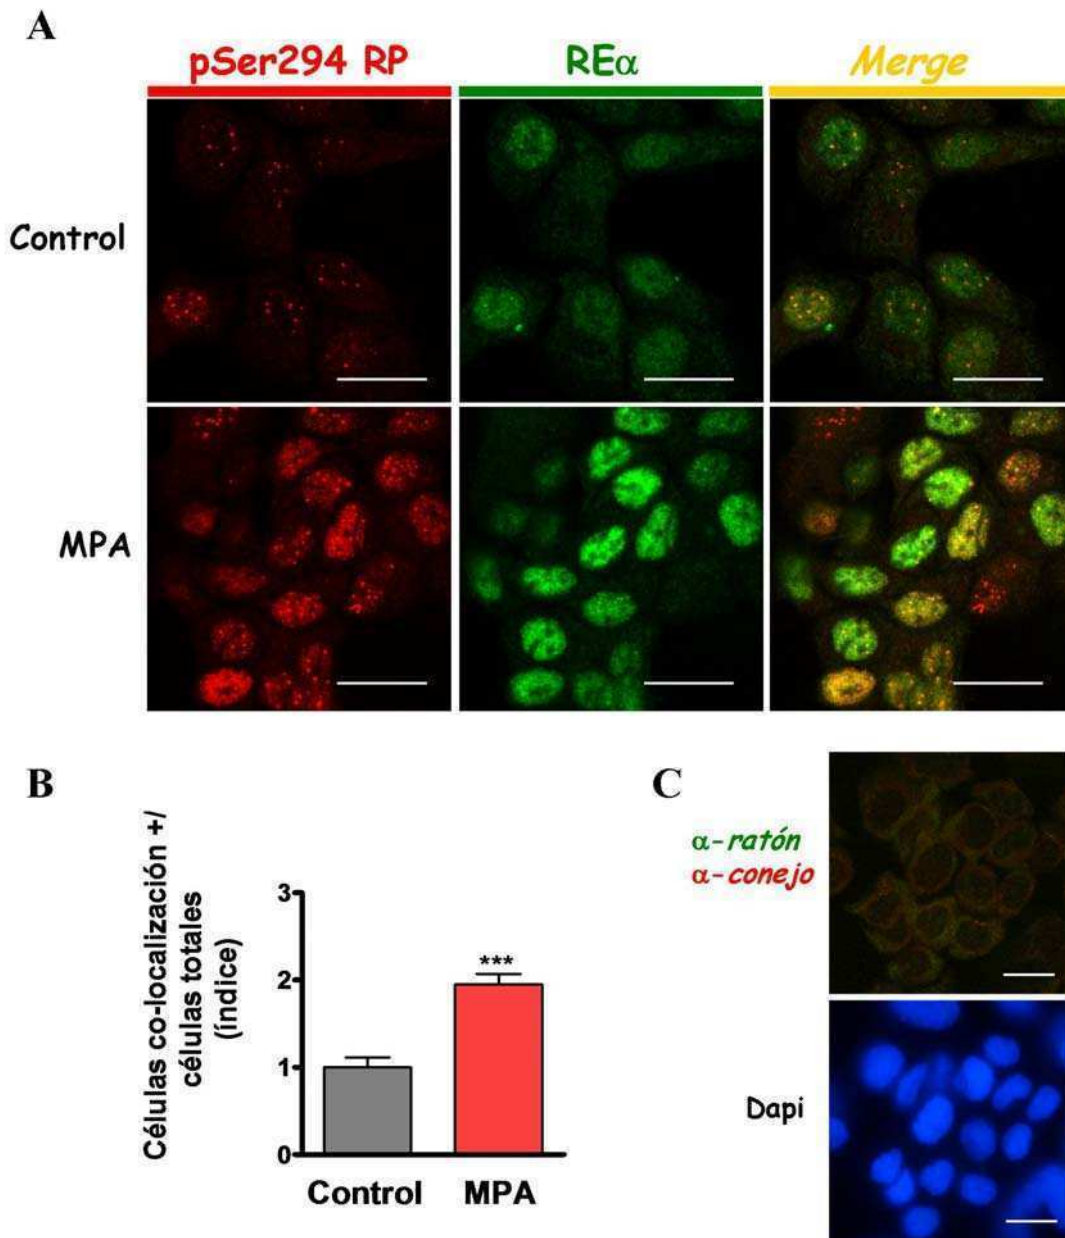 A
pSer294 RP
REα
Merge
Control
MPA
B
Células co-localización +/
células totales
(índice)
3
2
1
0
***
Control
MPA
C
α-ratón
α-conejo
Dapi